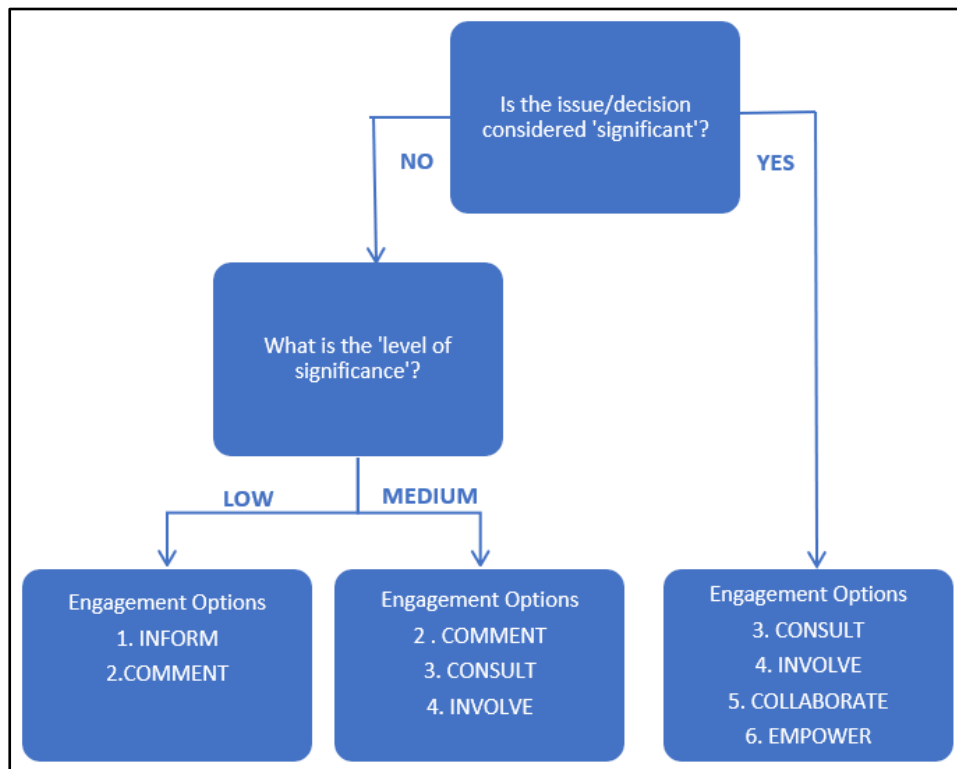 Is the issue/decision
considered 'significant'?
NO
YES
What is the 'level of
significance'?
LOW
MEDIUM
Engagement Options
1. INFORM
2.COMMENT
Engagement Options
2 . COMMENT
3. CONSULT
4. INVOLVE
Engagement Options
3. CONSULT
4. INVOLVE
5. COLLABORATE
6. EMPOWER